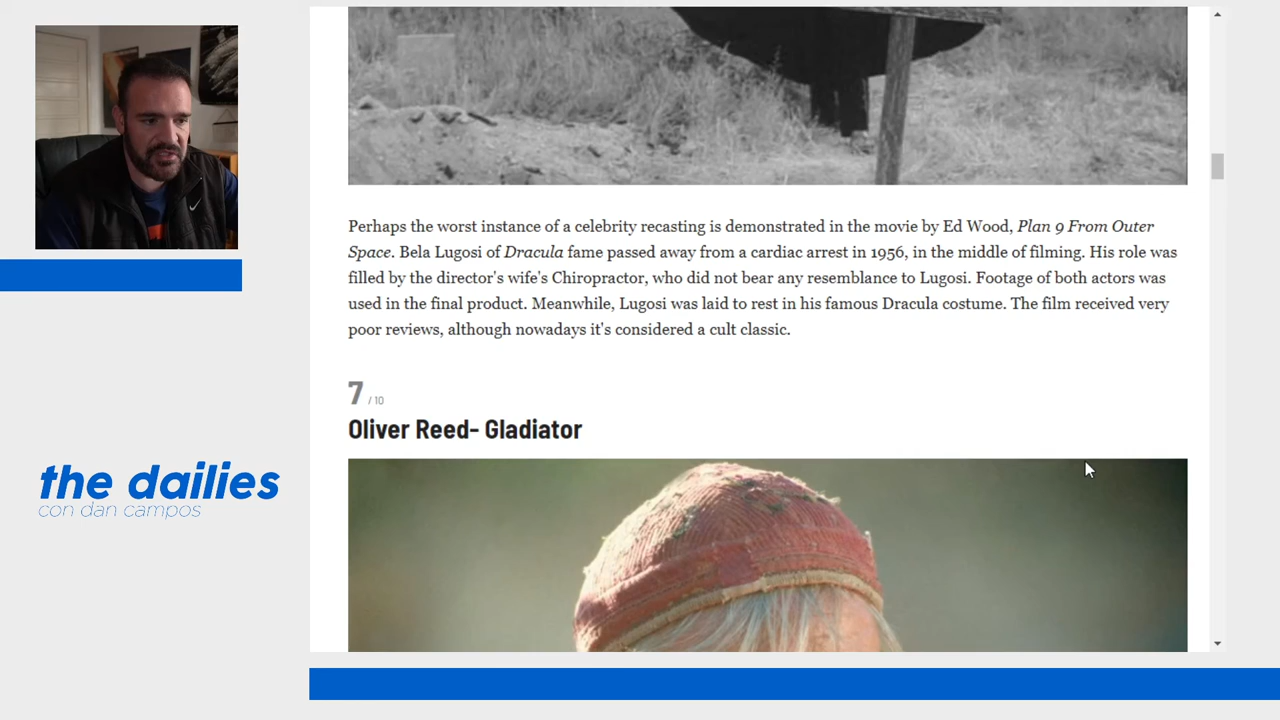 Perhaps the worst instance of a celebrity recasting is demonstrated in the movie by Ed Wood, Plan 9 From Outer
Space. Bela Lugosi of Dracula fame passed away from a cardiac arrest in 1956, in the middle of filming. His role was
filled by the director's wife's Chiropractor, who did not bear any resemblance to Lugosi. Footage of both actors was
used in the final product. Meanwhile, Lugosi was laid to rest in his famous Dracula costume. The film received very
poor reviews, although nowadays it's considered a cult classic.
7 / 10
Oliver Reed- Gladiator
the dailies
con dan campos